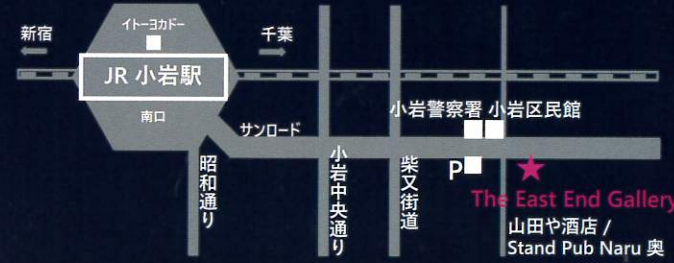 新宿
イトーヨカドー
千葉
JR 小岩駅
南口
サンロード
小岩警察署 小岩区民館
昭和通り
小岩中央通り
柴又街道
P
The East End Gallery
山田や酒店 /
Stand Pub Naru 奥